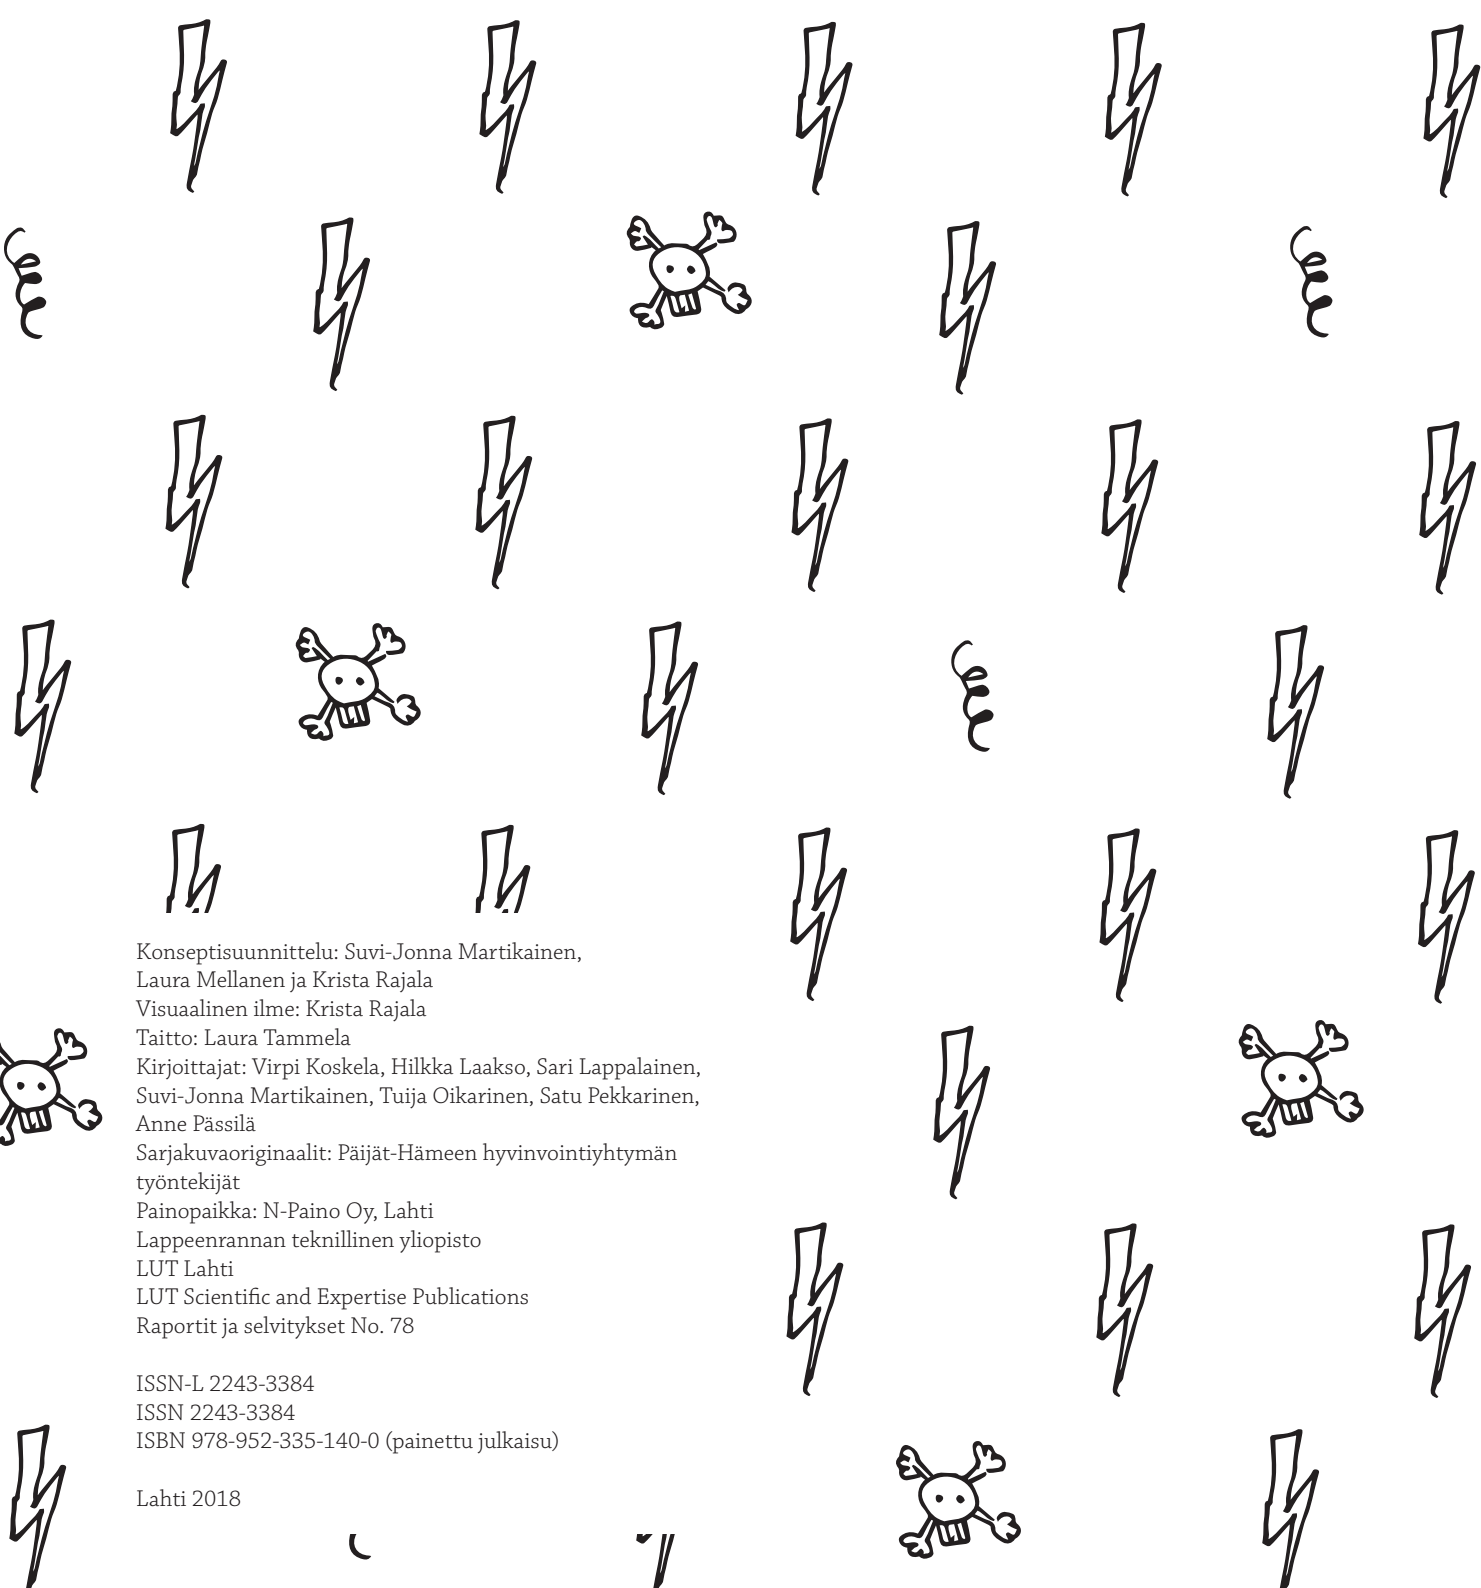 Konseptisuunnittelu: Suvi-Jonna Martikainen,
Laura Mellanen ja Krista Rajala
Visuaalinen ilme: Krista Rajala
Taitto: Laura Tammela
Kirjoittajat: Virpi Koskela, Hilkka Laakso, Sari Lappalainen,
Suvi-Jonna Martikainen, Tuija Oikarinen, Satu Pekkarinen,
Anne Pässilä
Sarjakuvaoriginaalit: Päijät-Hämeen hyvinvointiyhtymän
työntekijät
Painopaikka: N-Paino Oy, Lahti
Lappeenrannan teknillinen yliopisto
LUT Lahti
LUT Scientific and Expertise Publications
Raportit ja selvitykset No. 78
ISSN-L 2243-3384
ISSN 2243-3384
ISBN 978-952-335-140-0 (painettu julkaisu)
Lahti 2018